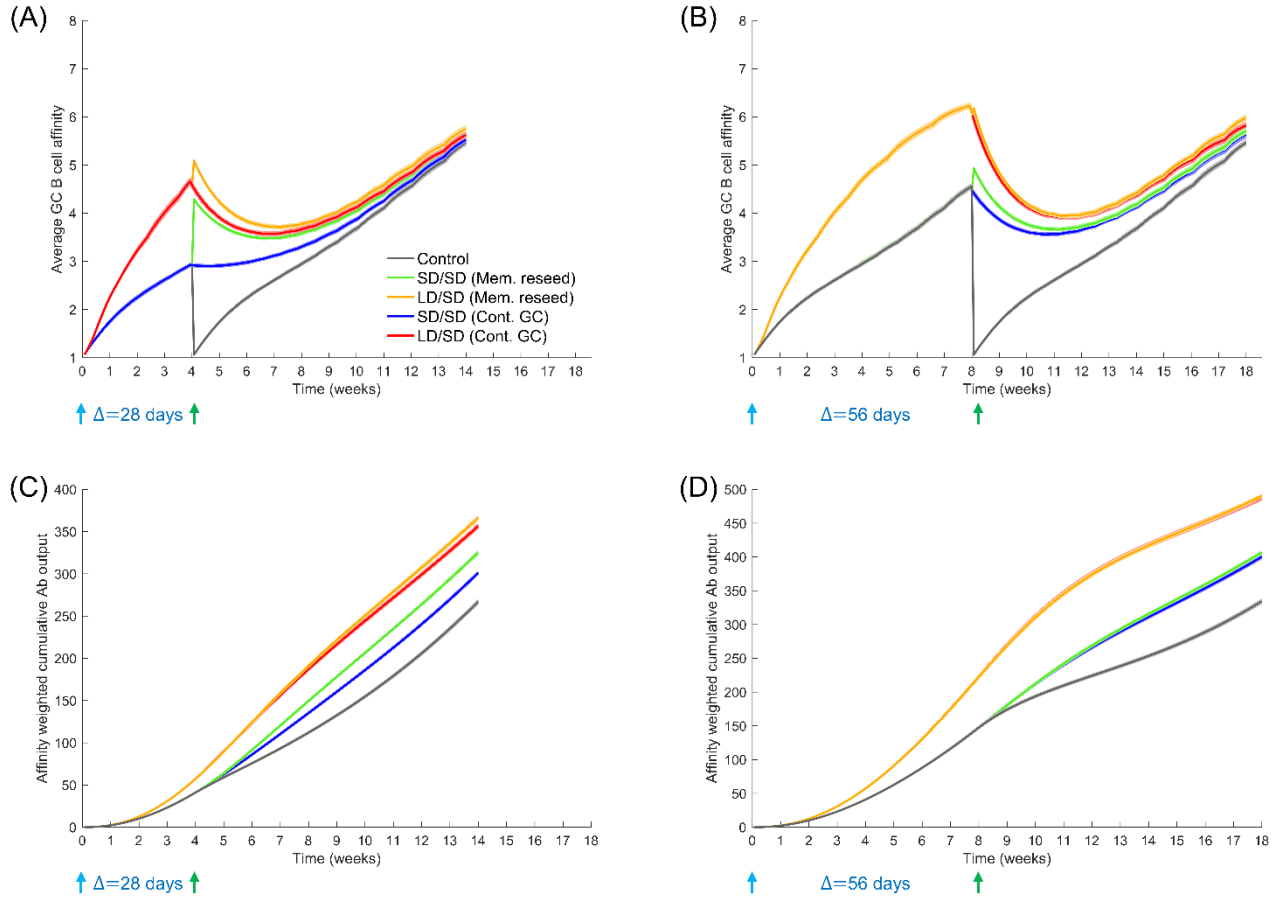 (A)
Average GC B cell affinity
8
7
6
5
4
3
2
1
Control
SD/SD (Mem. reseed)
LD/SD (Mem. reseed)
SD/SD (Cont. GC)
LD/SD (Cont. GC)
0 1 2 3 4 5 6 7 8 9 10 11 12 13 14 15 16 17 18
Time (weeks)
Δ=28 days
(B)
Average GC B cell affinity
8
7
6
5
4
3
2
1
0 1 2 3 4 5 6 7 8 9 10 11 12 13 14 15 16 17 18
Time (weeks)
Δ=56 days
(C)
Affinity weighted cumulative Ab output
400
350
300
250
200
150
100
50
0
0 1 2 3 4 5 6 7 8 9 10 11 12 13 14 15 16 17 18
Time (weeks)
Δ=28 days
(D)
Affinity weighted cumulative Ab output
500
450
400
350
300
250
200
150
100
50
0
0 1 2 3 4 5 6 7 8 9 10 11 12 13 14 15 16 17 18
Time (weeks)
Δ=56 days